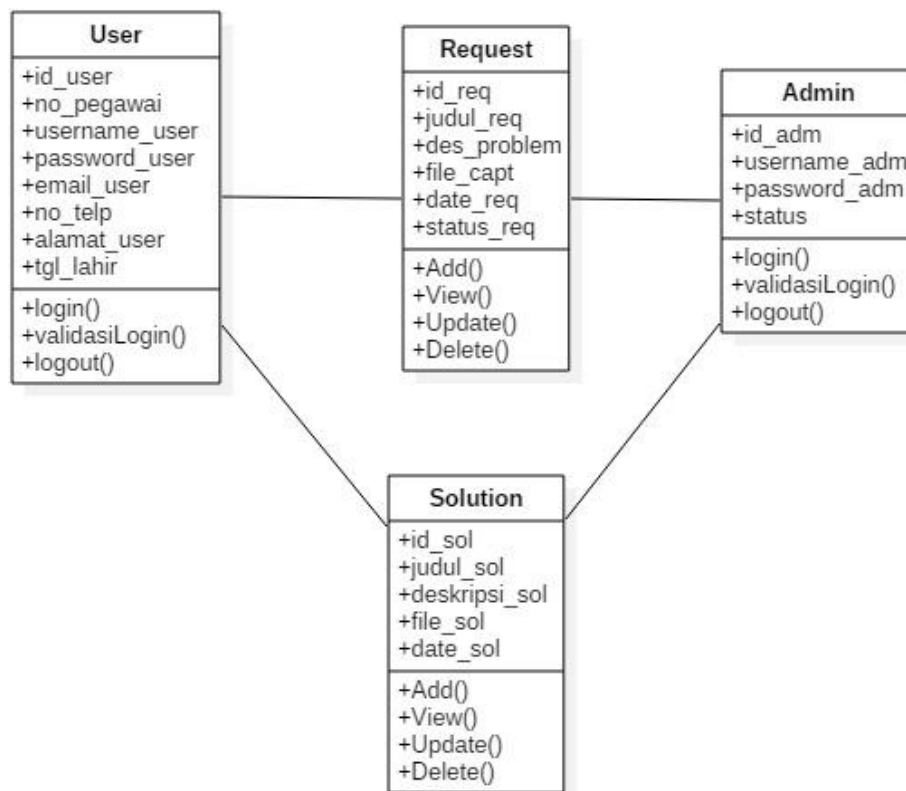 User
+id_user
+no_pegawai
+username_user
+password_user
+email_user
+no_telp
+alamat_user
+tgl_lahir
+login()
+validasiLogin()
+logout()
Request
+id_req
+judul_req
+des_problem
+file_capt
+date_req
+status_req
+Add()
+View()
+Update()
+Delete()
Admin
+id_adm
+username_adm
+password_adm
+status
+login()
+validasiLogin()
+logout()
Solution
+id_sol
+judul_sol
+deskripsi_sol
+file_sol
+date_sol
+Add()
+View()
+Update()
+Delete()